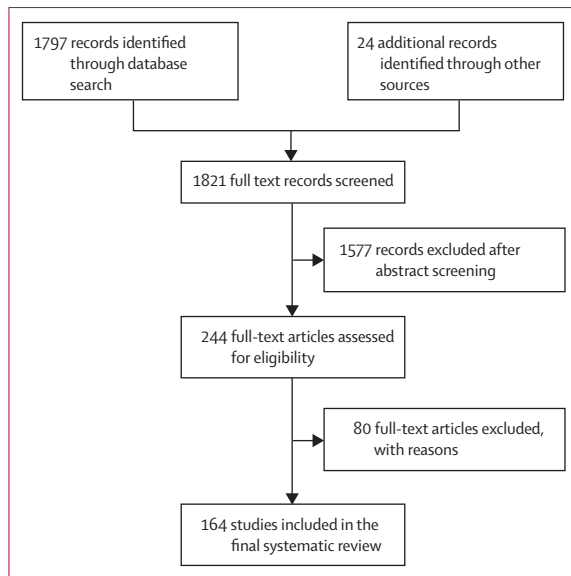 1797 records identified
through database
search
24 additional records
identified through other
sources
1821 full text records screened
1577 records excluded after
abstract screening
244 full-text articles assessed
for eligibility
80 full-text articles excluded,
with reasons
164 studies included in the
final systematic review